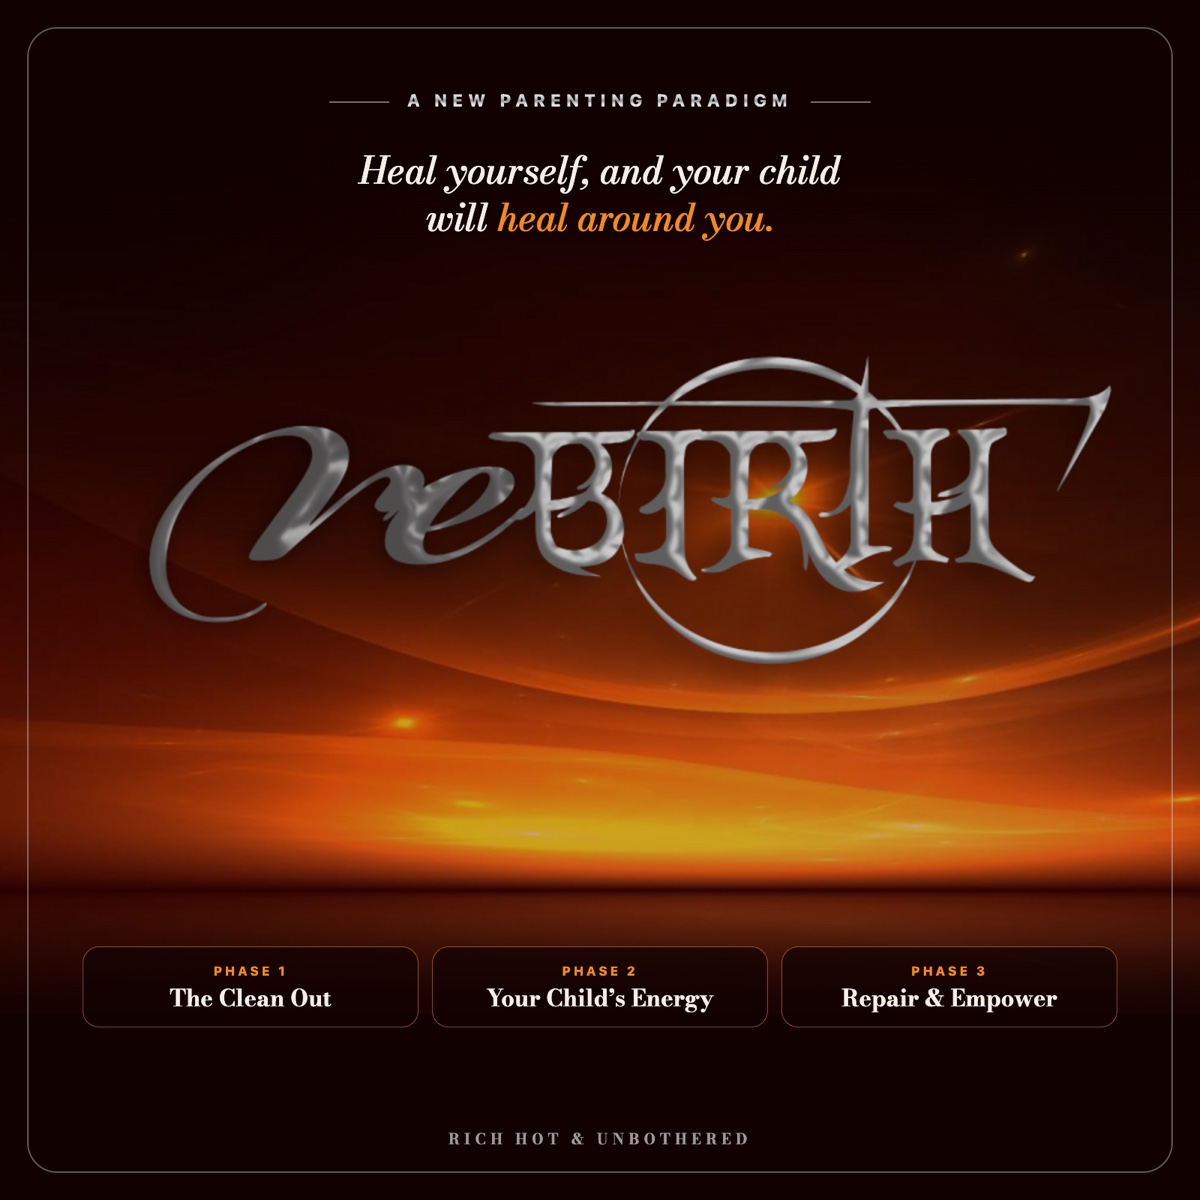 A NEW PARENTING PARADIGM
Heal yourself, and your child
will heal around you.
reBIRTH
PHASE 1
The Clean Out
PHASE 2
Your Child's Energy
PHASE 3
Repair & Empower
RICH HOT & UNBOTHERED